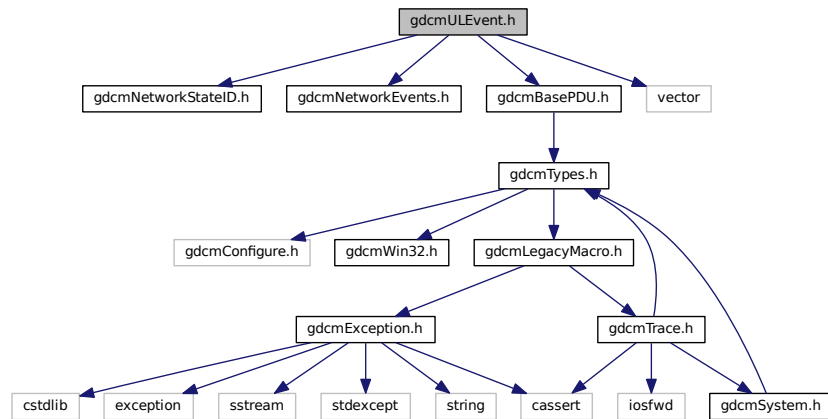 gdcmULEvent.h
gdcmNetworkStateID.h
gdcmNetworkEvents.h
gdcmBasePDU.h
vector
gdcmTypes.h
gdcmConfigure.h
gdcmWin32.h
gdcmLegacyMacro.h
gdcmException.h
gdcmTrace.h
cstdlib
exception
sstream
stdexcept
string
cassert
iosfwd
gdcmSystem.h